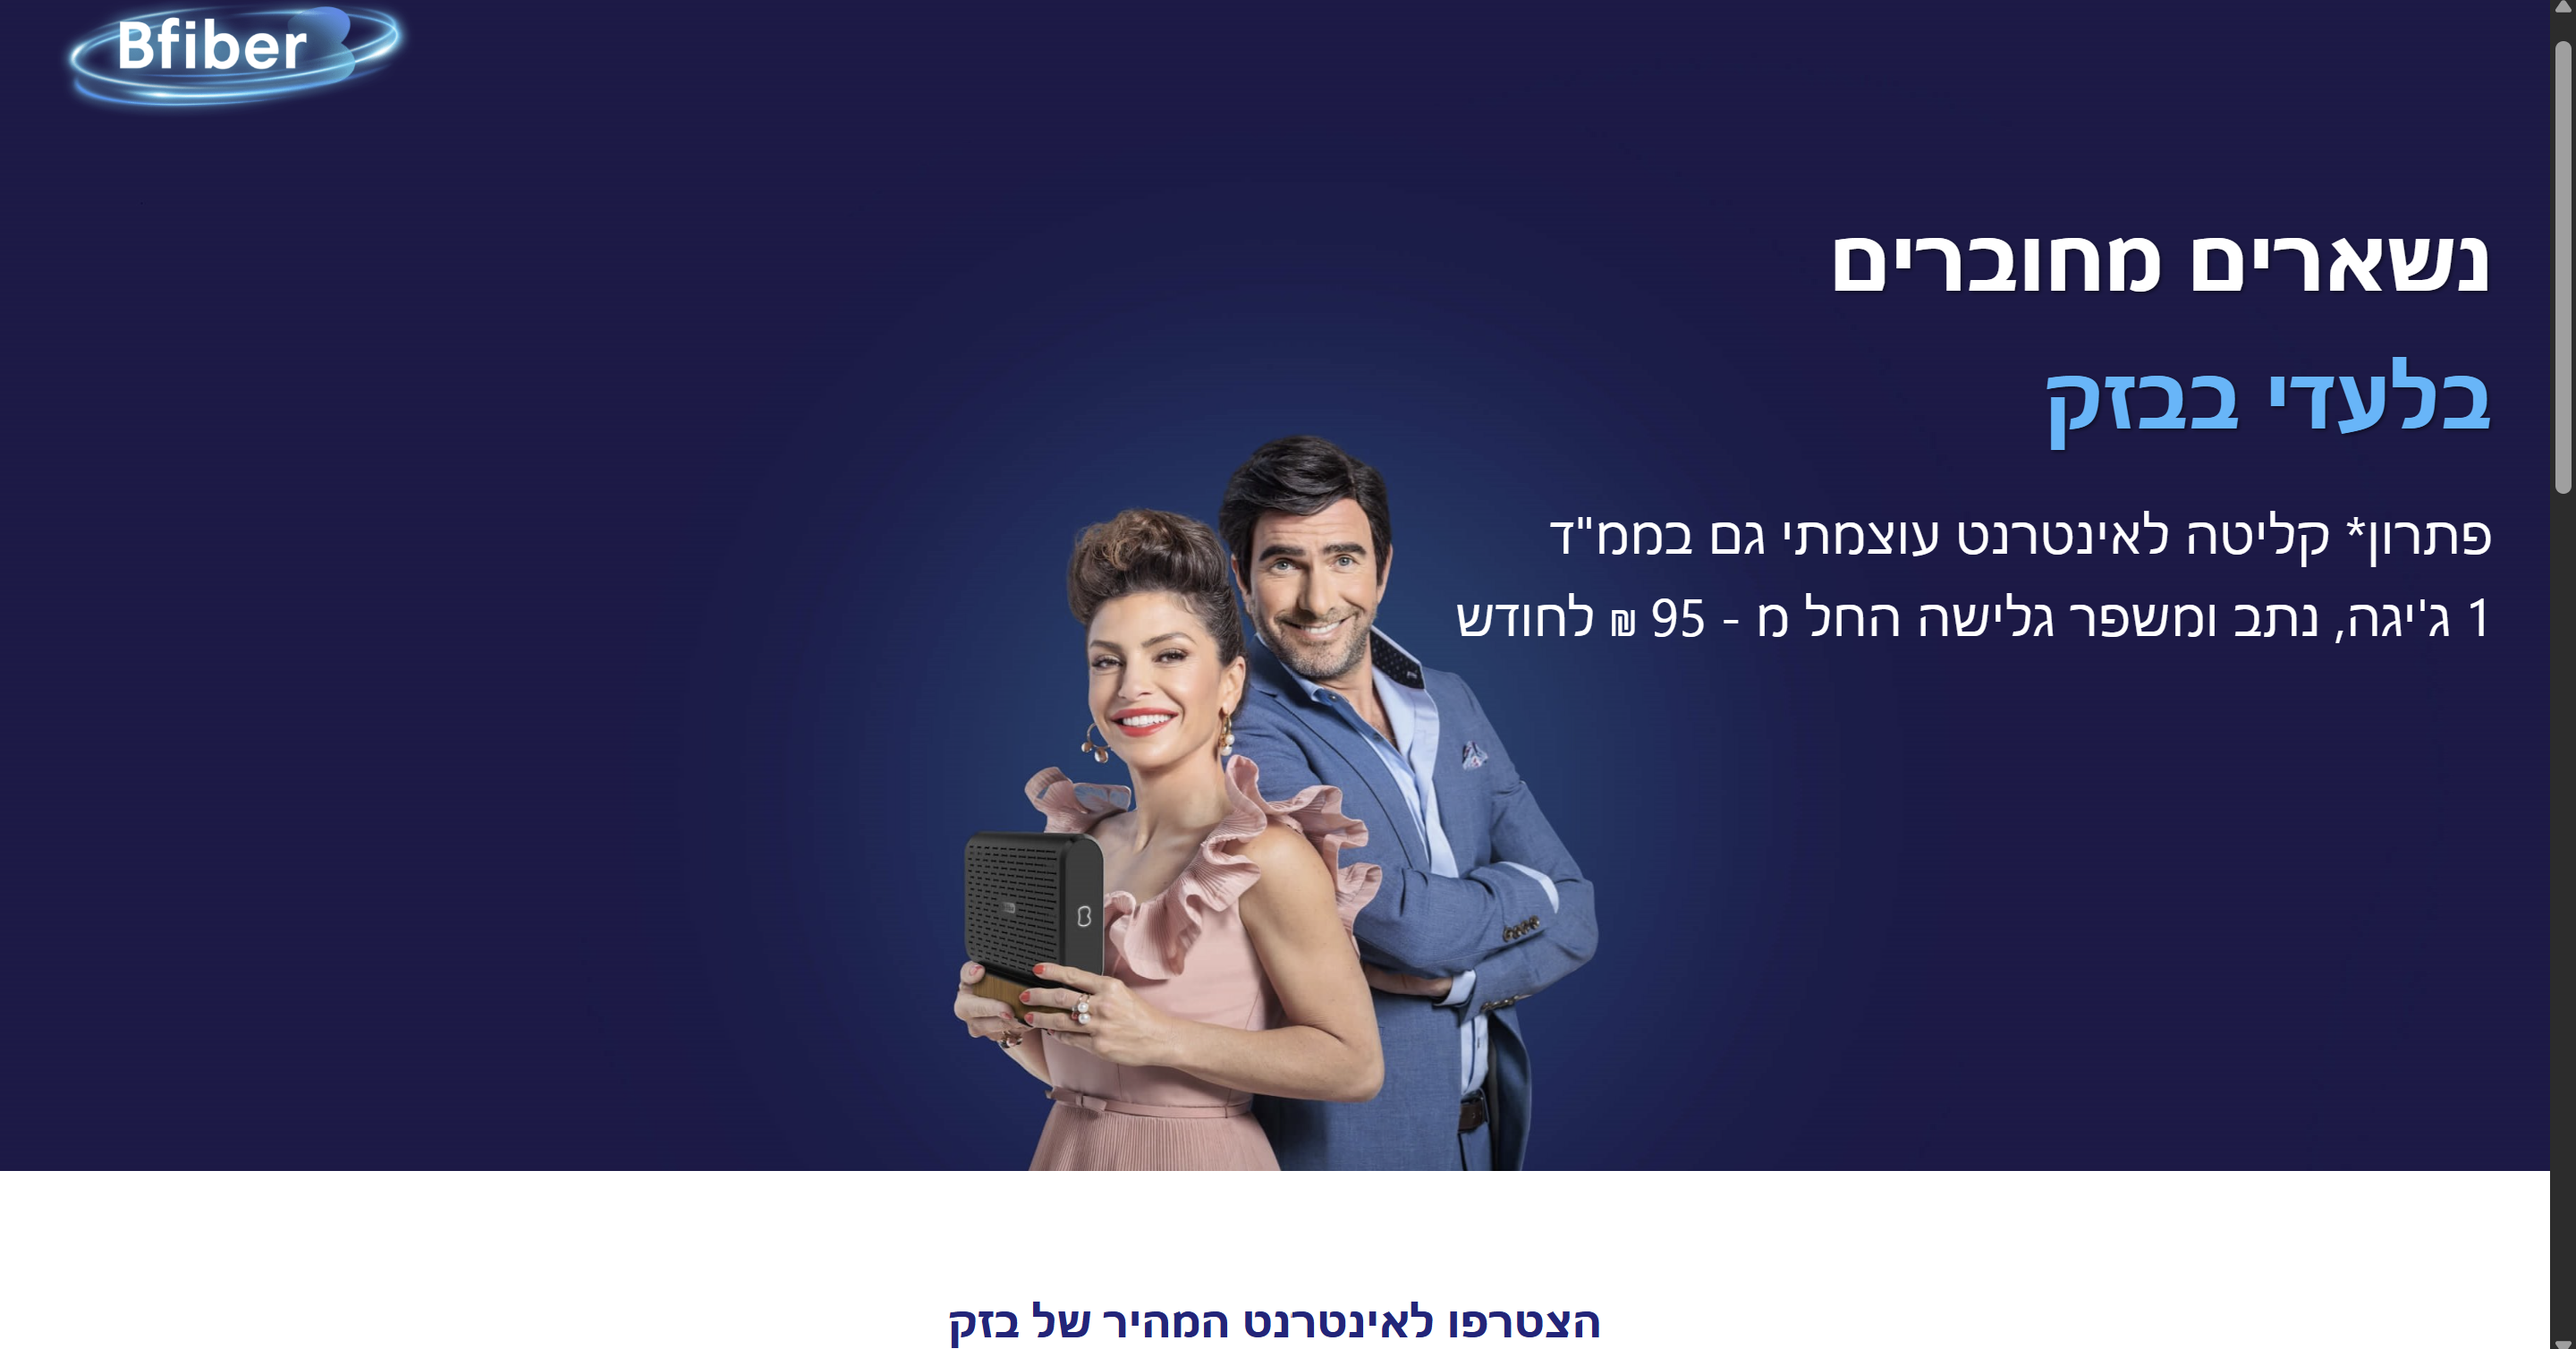 Bfiber
נשארים מחוברים
בלעדי בבזק
פתרון* קליטה לאינטרנט עוצמתי גם בממ"ד
1 ג'יגה, נתב ומשפר גלישה החל מ - 95 ₪ לחודש
הצטרפו לאינטרנט המהיר של בזק